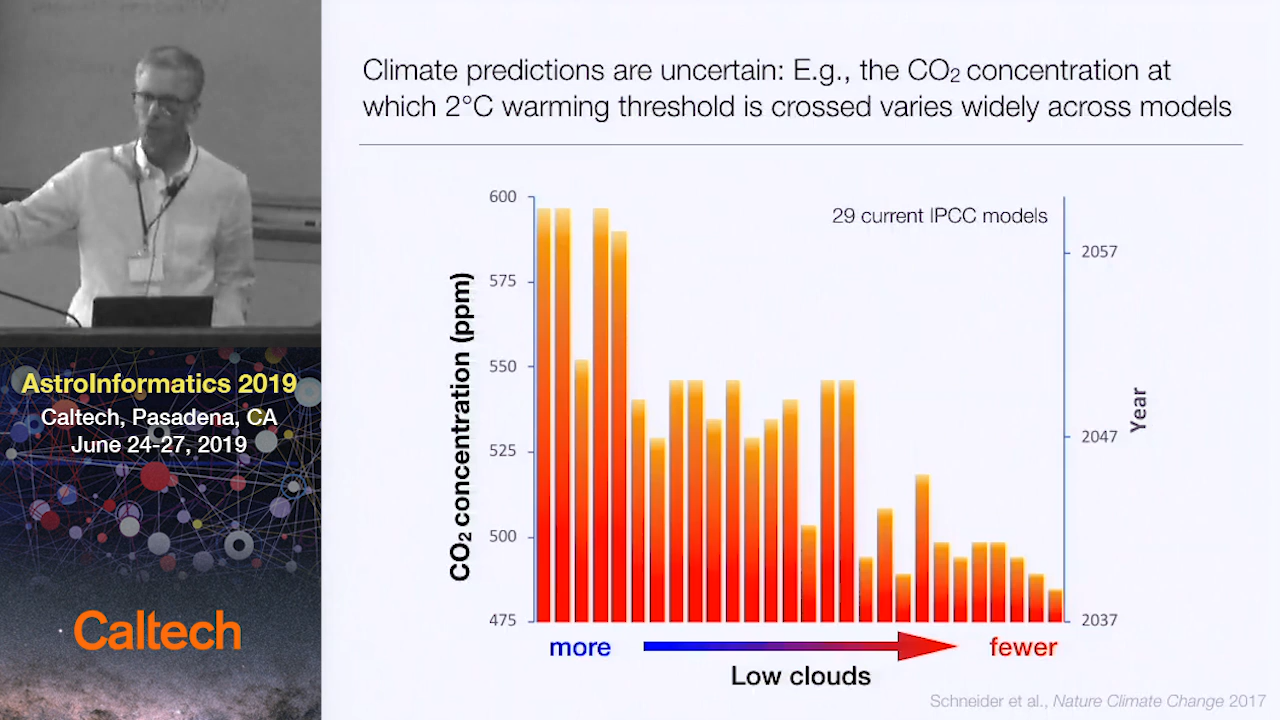 Climate predictions are uncertain: E.g., the CO₂ concentration at
which 2°C warming threshold is crossed varies widely across models
29 current IPCC models
CO₂ concentration (ppm)
600
575
550
525
500
475
2057
2047
2037
Year
more
fewer
Low clouds
Schneider et al., Nature Climate Change 2017
AstroInformatics 2019
Caltech, Pasadena, CA
June 24-27, 2019
Caltech